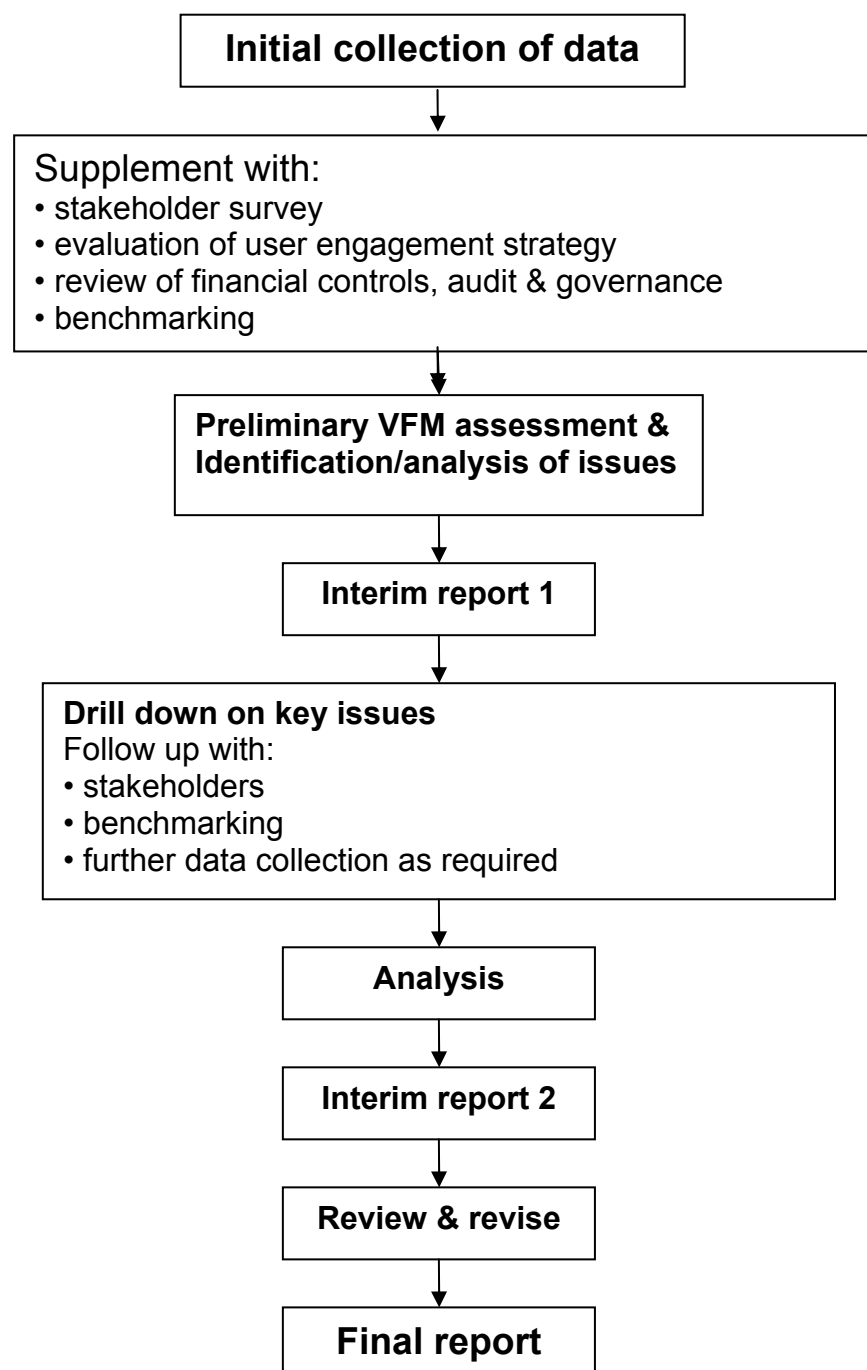 Initial collection of data
Supplement with:
• stakeholder survey
• evaluation of user engagement strategy
• review of financial controls, audit & governance
• benchmarking
Preliminary VFM assessment &
Identification/analysis of issues
Interim report 1
Drill down on key issues
Follow up with:
• stakeholders
• benchmarking
• further data collection as required
Analysis
Interim report 2
Review & revise
Final report